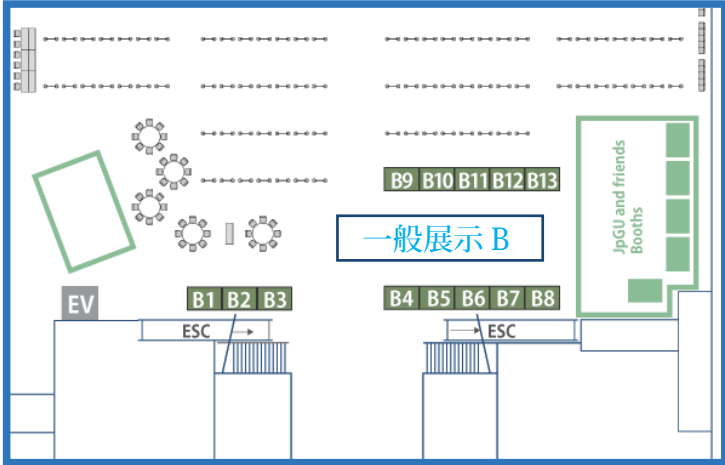 B9 B10 B11 B12 B13
JpGU and friends
Booths
一般展示 B
EV
B1 B2 B3
B4 B5 B6 B7 B8
ESC
ESC